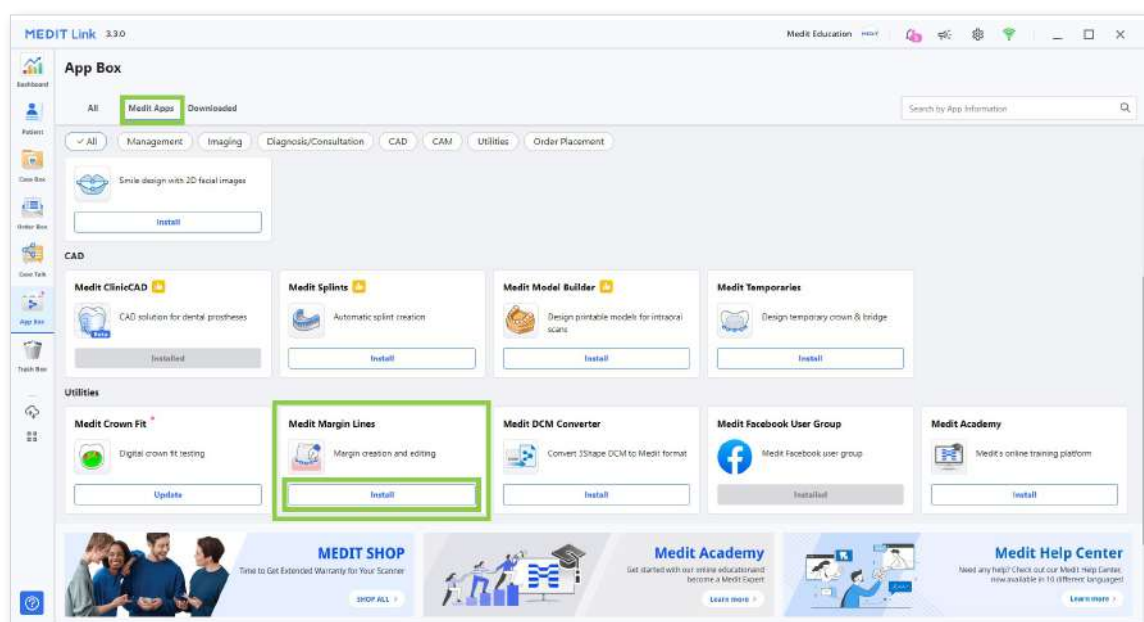 MEDIT Link 3.3.0
Medit Education MEDIT
App Box
Dashboard
Patient
Case Box
Order Box
Case Talk
App Box
Trash Box
All Medit Apps Downloaded
Search by App Information
All Management Imaging Diagnosis/Consultation CAD CAM Utilities Order Placement
Smile design with 2D facial images
Install
CAD
Medit ClinicCAD
CAD solution for dental prostheses
Beta
Installed
Medit Splints
Automatic splint creation
Install
Medit Model Builder
Design printable models for intraoral
scans
Install
Medit Temporaries
Design temporary crown & bridge
Install
Utilities
Medit Crown Fit
Digital crown fit testing
Update
Medit Margin Lines
Margin creation and editing
Install
Medit DCM Converter
Convert 3Shape DCM to Medit format
Install
Medit Facebook User Group
Medit Facebook user group
Installed
Medit Academy
Medit's online training platform
Install
MEDIT SHOP
Time to Get Extended Warranty for Your Scanner
SHOP ALL >
Medit Academy
Get started with our online education and
become a Medit Expert
Learn more >
Medit Help Center
Need any help? Check out our Medit Help Center,
now available in 10 different languages!
Learn more >